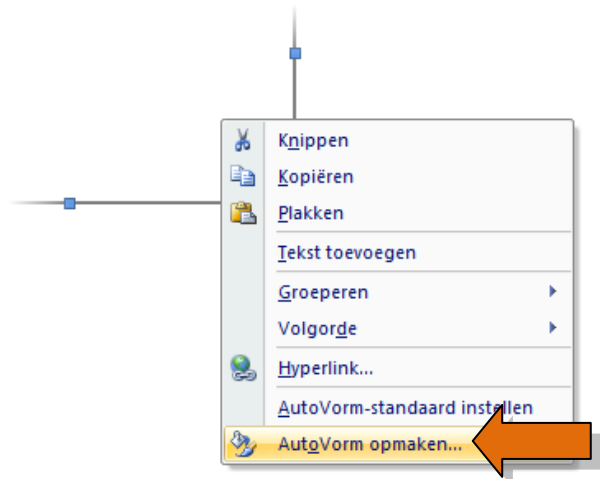 Knippen
Kopiëren
Plakken
Tekst toevoegen
Groeperen
Volgorde
Hyperlink...
AutoVorm-standaard instellen
AutoVorm opmaken...